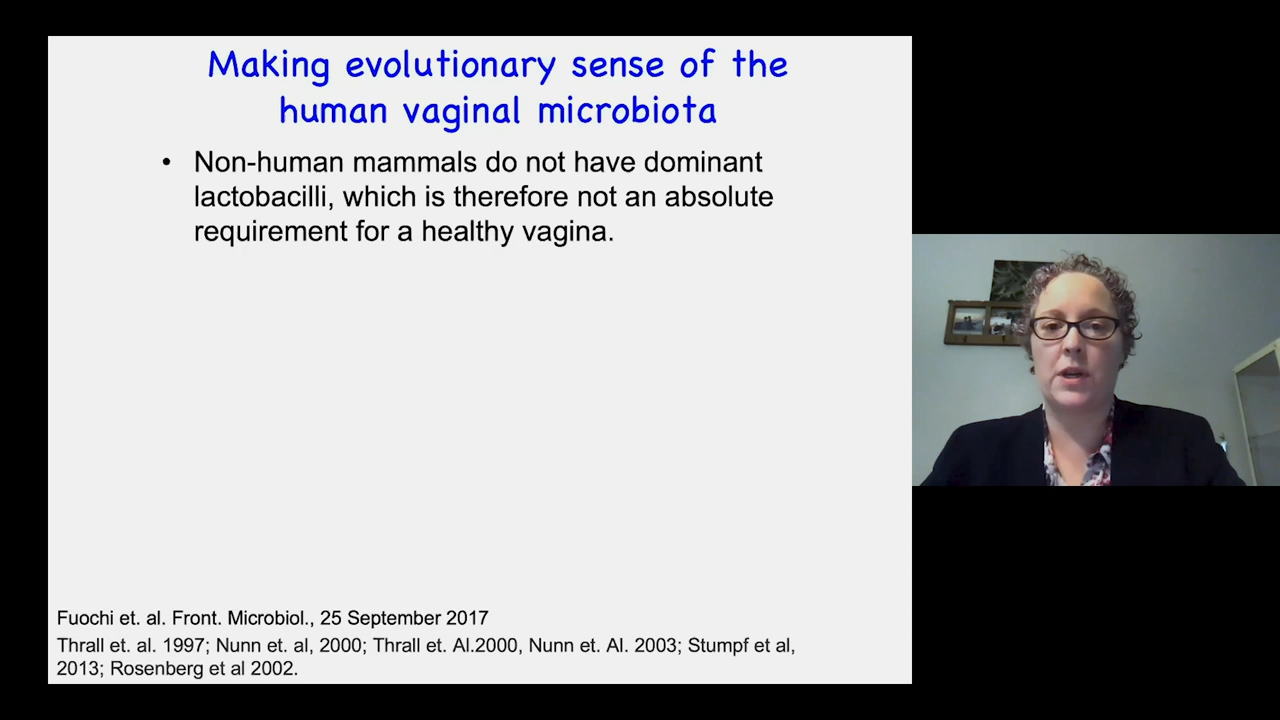 Making evolutionary sense of the
human vaginal microbiota
• Non-human mammals do not have dominant
lactobacilli, which is therefore not an absolute
requirement for a healthy vagina.
Fuochi et. al. Front. Microbiol., 25 September 2017
Thrall et. al. 1997; Nunn et. al, 2000; Thrall et. Al.2000, Nunn et. Al. 2003; Stumpf et al,
2013; Rosenberg et al 2002.